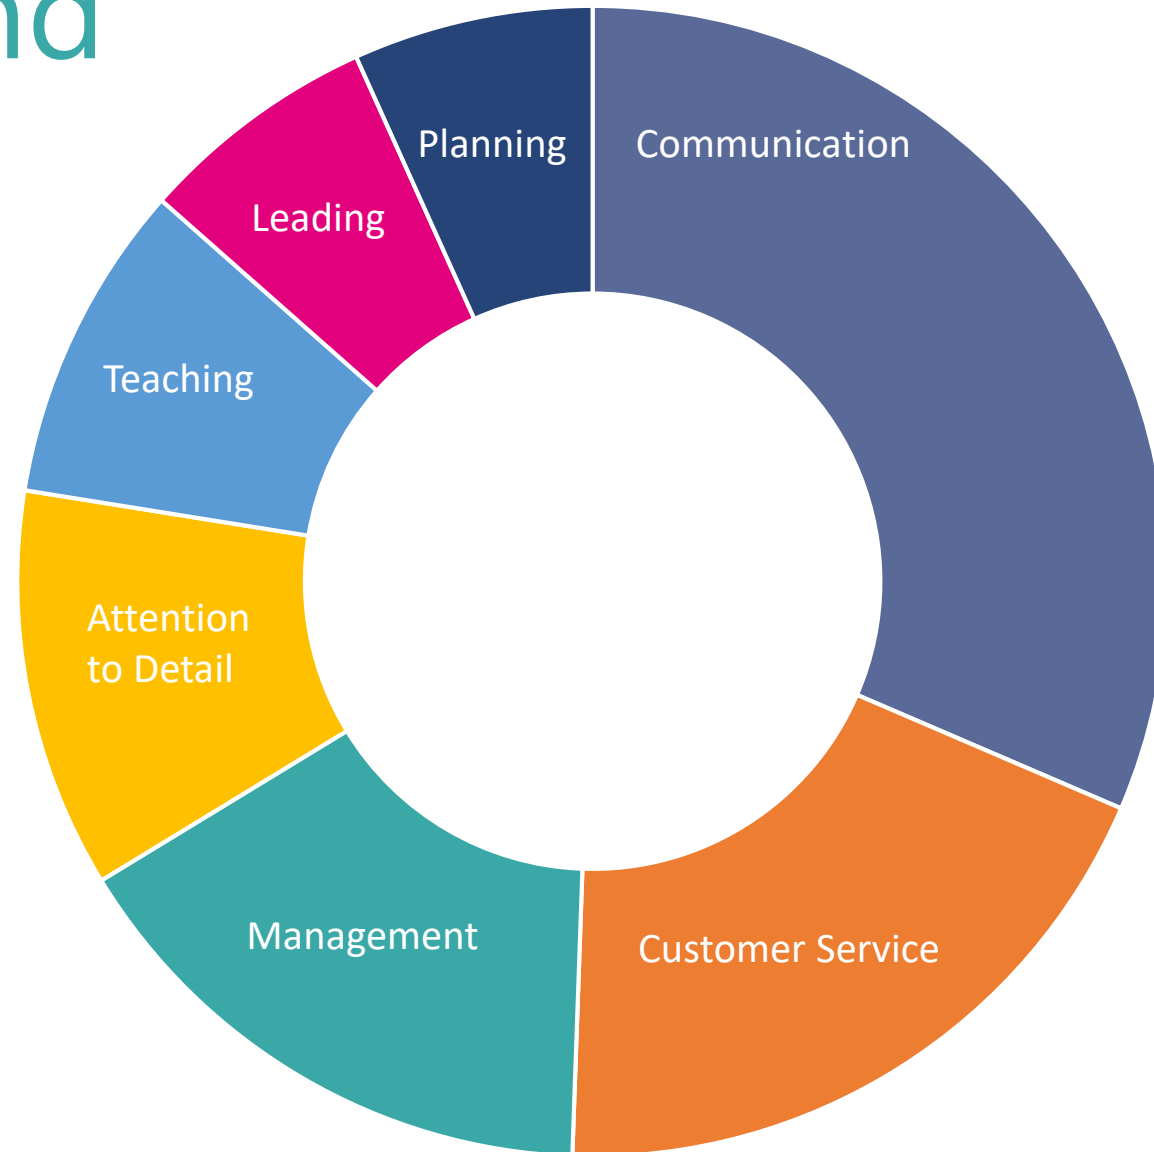 Planning
Communication
Leading
Teaching
Attention
to Detail
Management
Customer Service